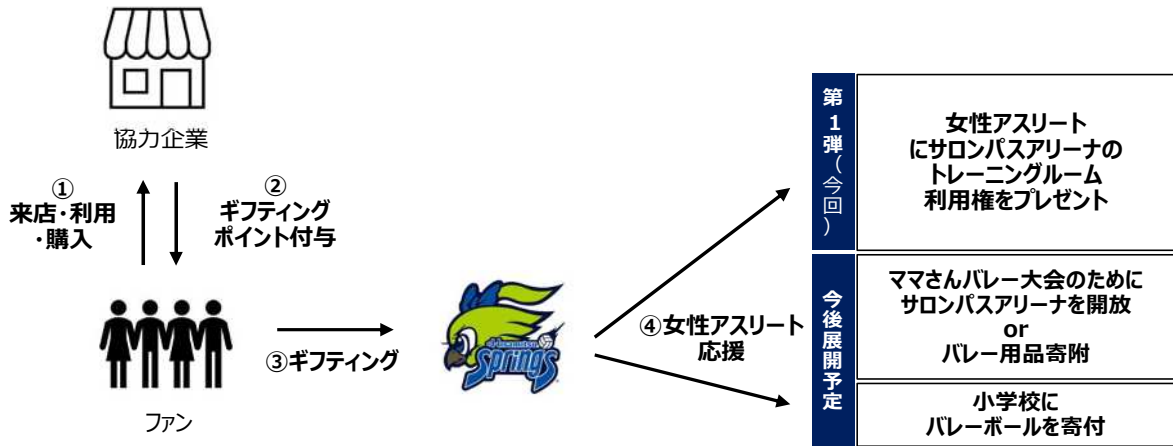 協力企業
①
来店・利用
・購入
②
ギフティング
ポイント付与
ファン
③ギフティング
Hisamitsu
Springs
④女性アスリート
応援
第1弾(今回)
女性アスリート
にサロンパスアリーナの
トレーニングルーム
利用権をプレゼント
今後展開予定
ママさんバレー大会のために
サロンパスアリーナを開放
or
バレー用品寄附
小学校に
バレーボールを寄付